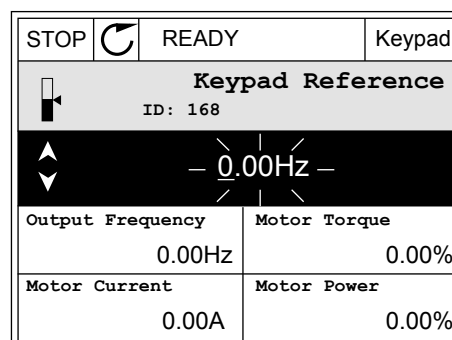 STOP READY Keypad
Keypad Reference
ID: 168
0.00Hz
Output Frequency Motor Torque
0.00Hz 0.00%
Motor Current Motor Power
0.00A 0.00%